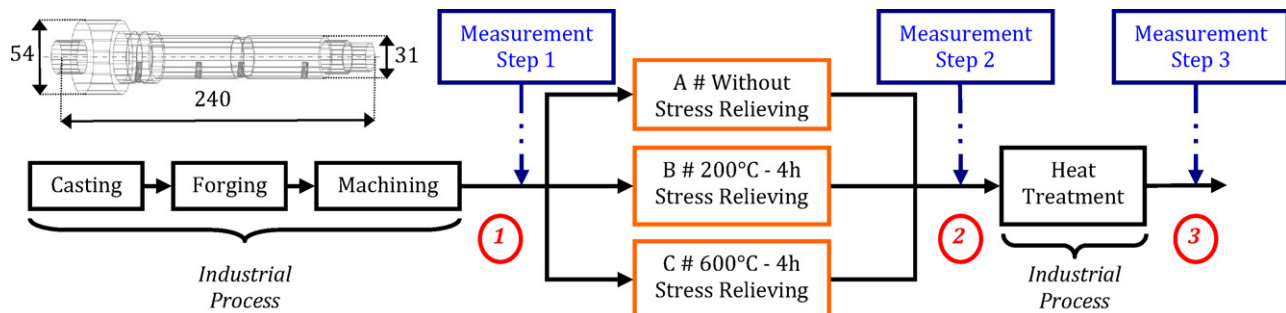 54
31
240
Measurement
Step 1
Measurement
Step 2
Measurement
Step 3
A # Without
Stress Relieving
B # 200°C - 4h
Stress Relieving
C # 600°C - 4h
Stress Relieving
Casting
Forging
Machining
Heat
Treatment
1
2
3
Industrial
Process
Industrial
Process